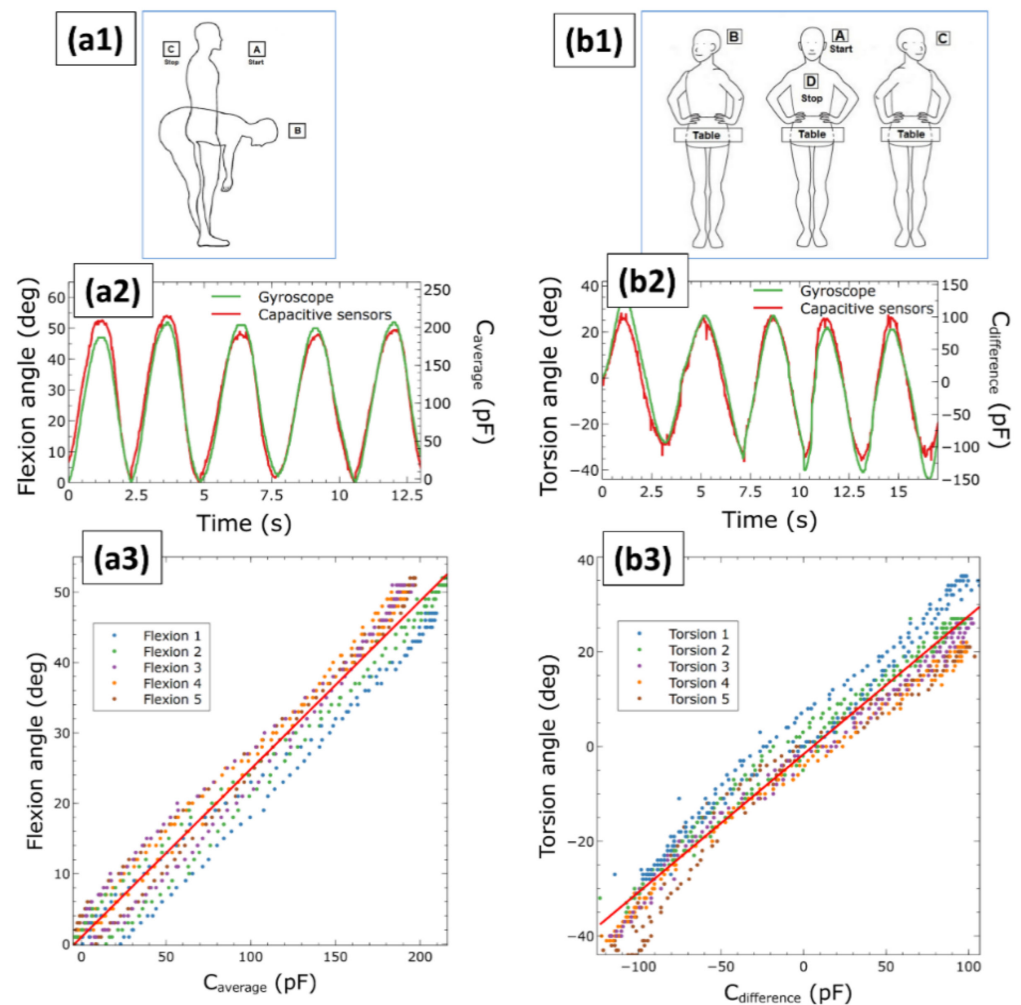 (a1)
C
Stop
A
Start
B
(b1)
B
A
Start
C
D
Stop
Table
Table
Table
(a2)
Flexion angle (deg)
60
50
40
30
20
10
0
Gyroscope
Capacitive sensors
250
200
150
100
50
0
Caverage (pF)
0
2.5
5
7.5
10
12.5
Time (s)
(b2)
Torsion angle (deg)
40
20
0
−20
−40
Gyroscope
Capacitive sensors
150
100
50
0
−50
−100
−150
Cdifference (pF)
0
2.5
5
7.5
10
12.5
15
Time (s)
(a3)
Flexion angle (deg)
50
40
30
20
10
0
Flexion 1
Flexion 2
Flexion 3
Flexion 4
Flexion 5
0
50
100
150
200
Caverage (pF)
(b3)
Torsion angle (deg)
40
20
0
−20
−40
Torsion 1
Torsion 2
Torsion 3
Torsion 4
Torsion 5
−100
−50
0
50
100
Cdifference (pF)